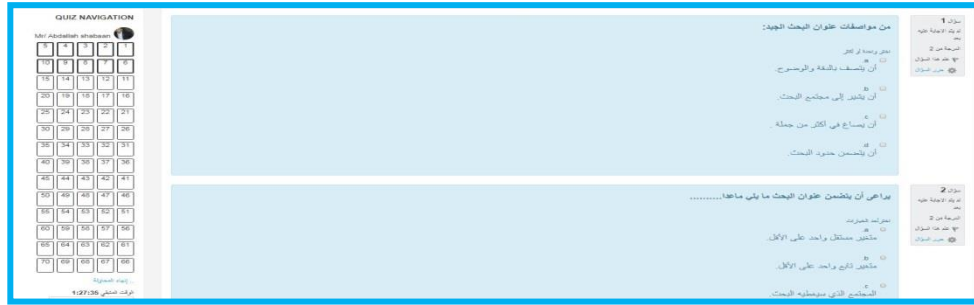 سؤال 1
لم يتم الاجابة عليه بعد
الدرجة من 2
علم هذا السؤال
حرر السؤال
من مواصفات عنوان البحث الجيد:
اختر واحدة أو أكثر
a.
أن يتصف بالدقة والوضوح.
b.
أن يشير إلى مجتمع البحث.
c.
أن يصاغ في أكثر من جملة .
d.
أن يتضمن حدود البحث.
سؤال 2
لم يتم الاجابة عليه بعد
الدرجة من 2
علم هذا السؤال
حرر السؤال
يراعى أن يتضمن عنوان البحث ما يلي ماعدا..........
اختر أحد الخيارات
a.
متغير مستقل واحد على الأقل.
b.
متغير تابع واحد على الأقل.
c.
المجتمع الذي سيطبق البحث.
QUIZ NAVIGATION
Mr/ Abdallah shabaan
5 4 3 2 1
10 9 8 7 6
15 14 13 12 11
20 19 18 17 16
25 24 23 22 21
30 29 28 27 26
35 34 33 32 31
40 39 38 37 36
45 44 43 42 41
50 49 48 47 46
55 54 53 52 51
60 59 58 57 56
65 64 63 62 61
70 69 68 67 66
إنهاء المحاولة...
الوقت المتبقي 1:27:35